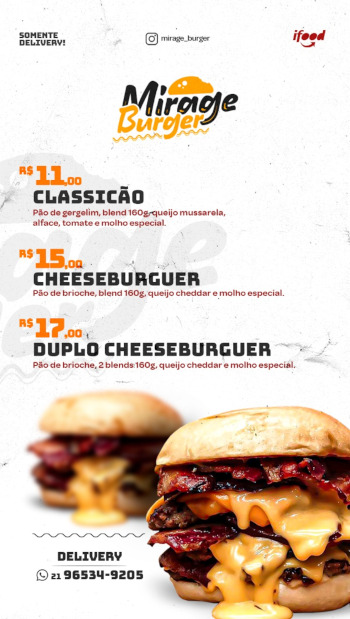 SOMENTE
DELIVERY!
mirage_burger
ifood
Mirage
Burger
R$ 11,00
CLASSICÃO
Pão de gergelim, blend 160g, queijo mussarela,
alface, tomate e molho especial.
R$ 15,00
CHEESEBURGUER
Pão de brioche, blend 160g, queijo cheddar e molho especial.
R$ 17,00
DUPLO CHEESEBURGUER
Pão de brioche, 2 blends 160g, queijo cheddar e molho especial.
DELIVERY
21 96534-9205